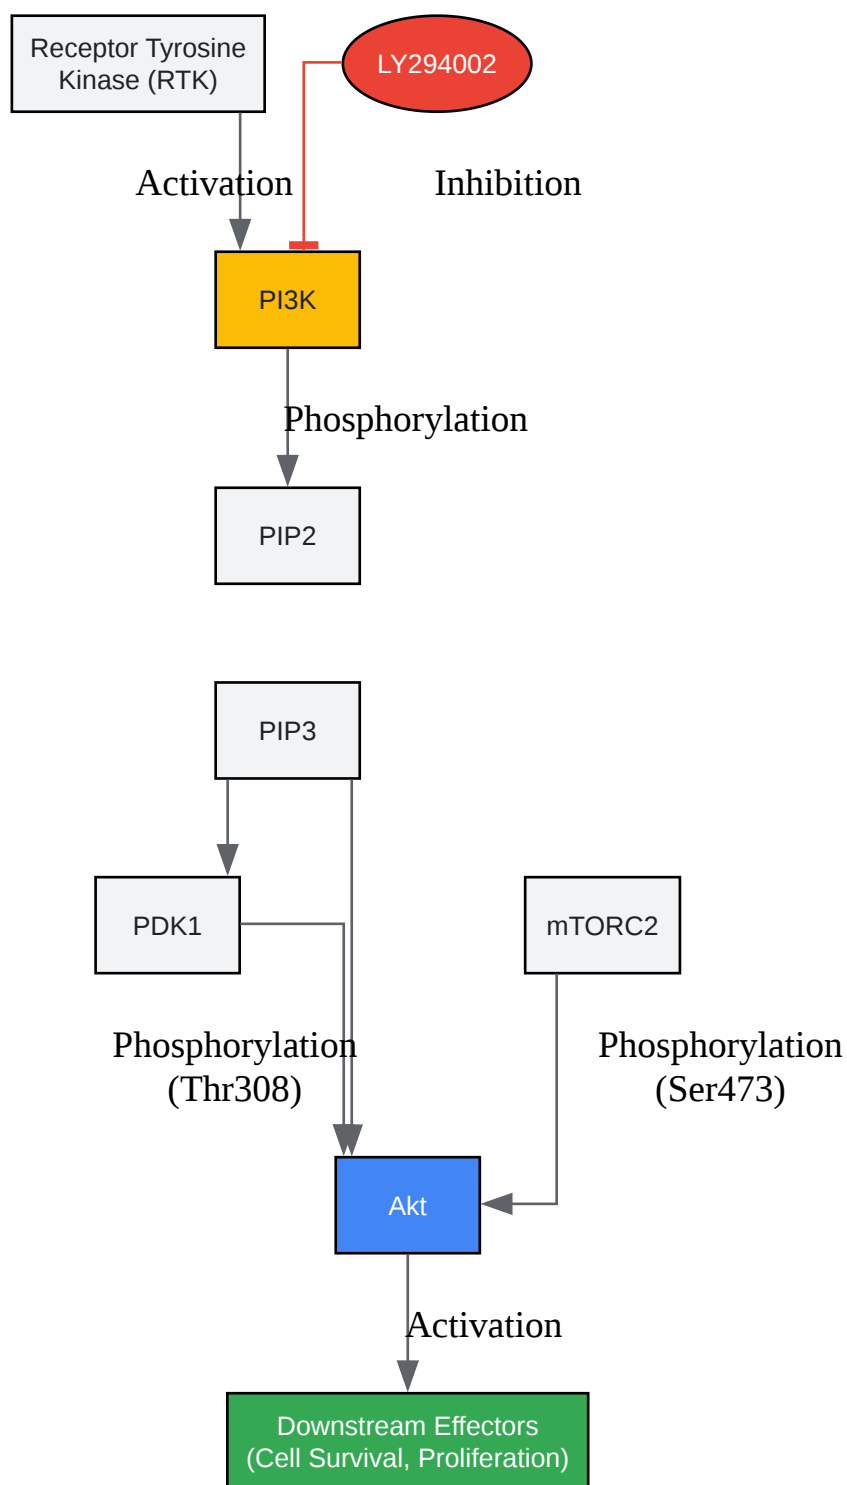 Receptor Tyrosine
Kinase (RTK)
LY294002
Activation
Inhibition
PI3K
Phosphorylation
PIP2
PIP3
PDK1
mTORC2
Phosphorylation
(Thr308)
Phosphorylation
(Ser473)
Akt
Activation
Downstream Effectors
(Cell Survival, Proliferation)